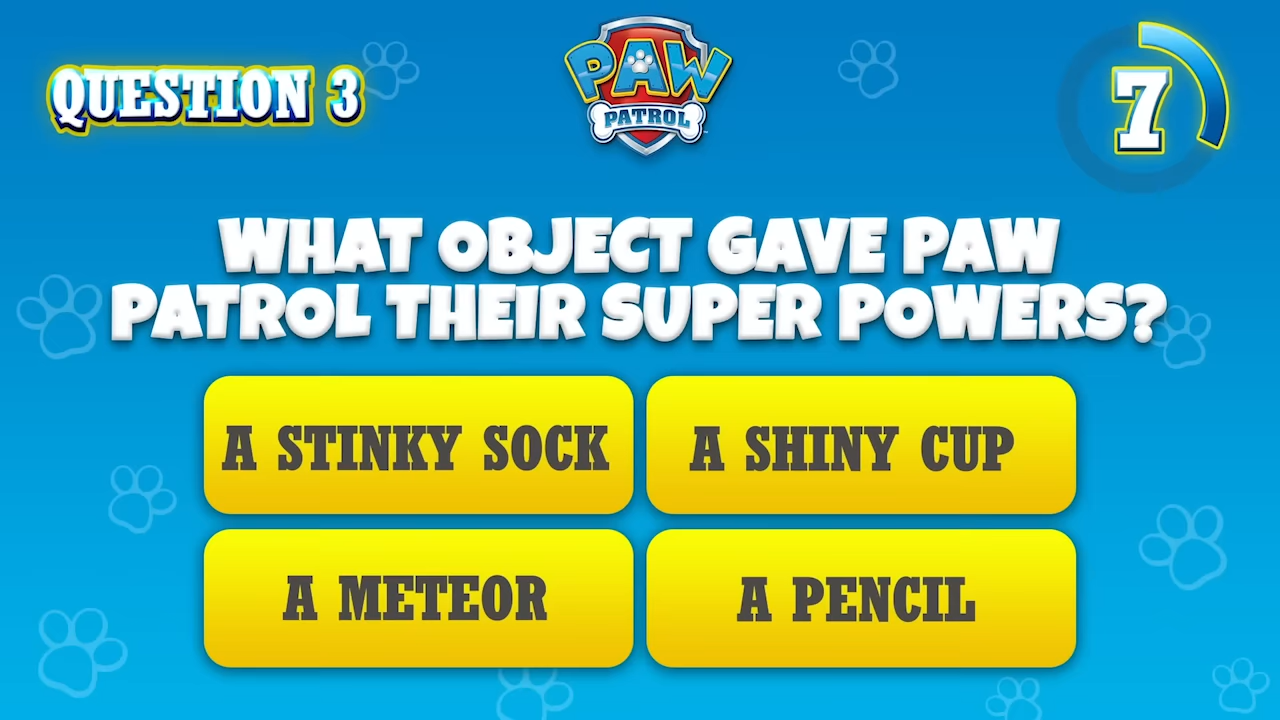 QUESTION 3
PAW
PATROL
7
WHAT OBJECT GAVE PAW
PATROL THEIR SUPER POWERS?
A STINKY SOCK
A SHINY CUP
A METEOR
A PENCIL